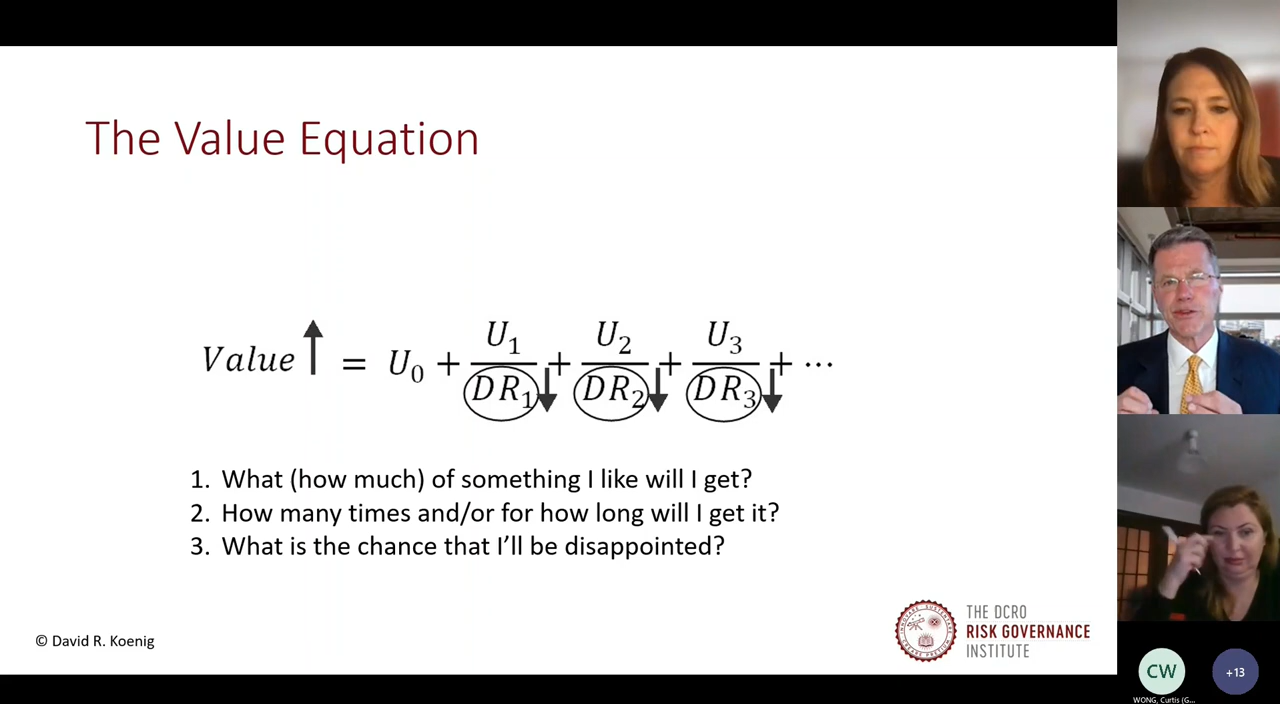 The Value Equation
Value ↑ = U₀ + U₁/DR₁ ↓ + U₂/DR₂ ↓ + U₃/DR₃ ↓ + ⋯
1. What (how much) of something I like will I get?
2. How many times and/or for how long will I get it?
3. What is the chance that I’ll be disappointed?
© David R. Koenig
THE DCRO
RISK GOVERNANCE
INSTITUTE
CW
+13
WONG, Curtis (G...